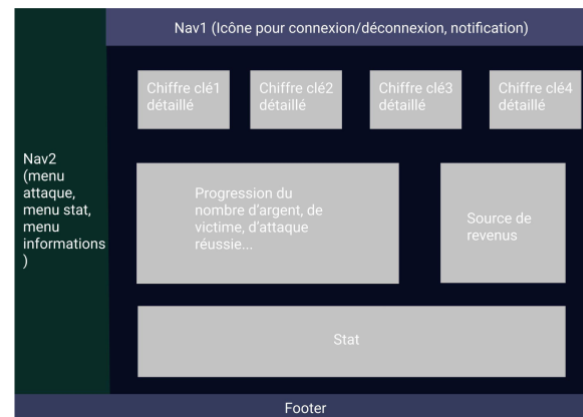 Nav1 (Icône pour connexion/déconnexion, notification)
Chiffre clé1
détaillé
Chiffre clé2
détaillé
Chiffre clé3
détaillé
Chiffre clé4
détaillé
Nav2
(menu
attaque,
menu stat,
menu
informations
)
Progression du
nombre d'argent, de
victime, d'attaque
réussie...
Source de
revenus
Stat
Footer